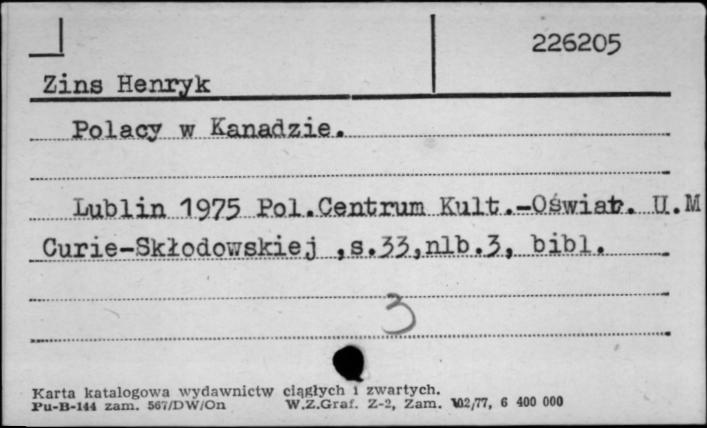 226205
Zins Henryk
Polacy w Kanadzie.
Lublin 1975 Pol.Centrum Kult.-Oświat. U.M
Curie-Skłodowskiej ,s.33,nlb.3, bibl.
3
Karta katalogowa wydawnictw ciągłych i zwartych.
Pu-B-144 zam. 567/DW/On W.Z.Graf. Z-2, Zam. 102/77, 6 400 000